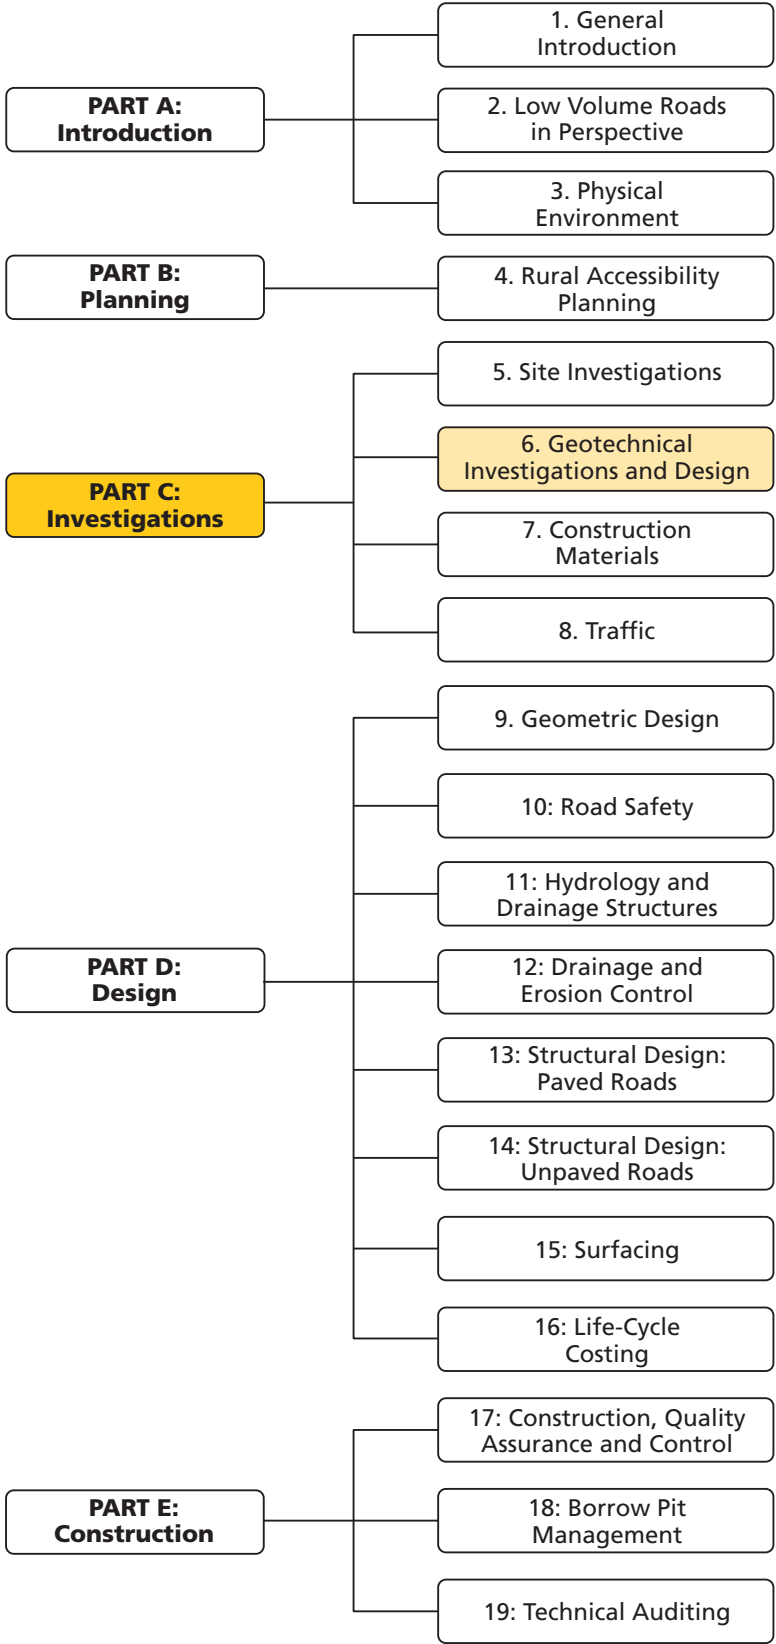 PART A:
Introduction
1. General
Introduction
2. Low Volume Roads
in Perspective
3. Physical
Environment
PART B:
Planning
4. Rural Accessibility
Planning
PART C:
Investigations
5. Site Investigations
6. Geotechnical
Investigations and Design
7. Construction
Materials
8. Traffic
PART D:
Design
9. Geometric Design
10: Road Safety
11: Hydrology and
Drainage Structures
12: Drainage and
Erosion Control
13: Structural Design:
Paved Roads
14: Structural Design:
Unpaved Roads
15: Surfacing
16: Life-Cycle
Costing
PART E:
Construction
17: Construction, Quality
Assurance and Control
18: Borrow Pit
Management
19: Technical Auditing